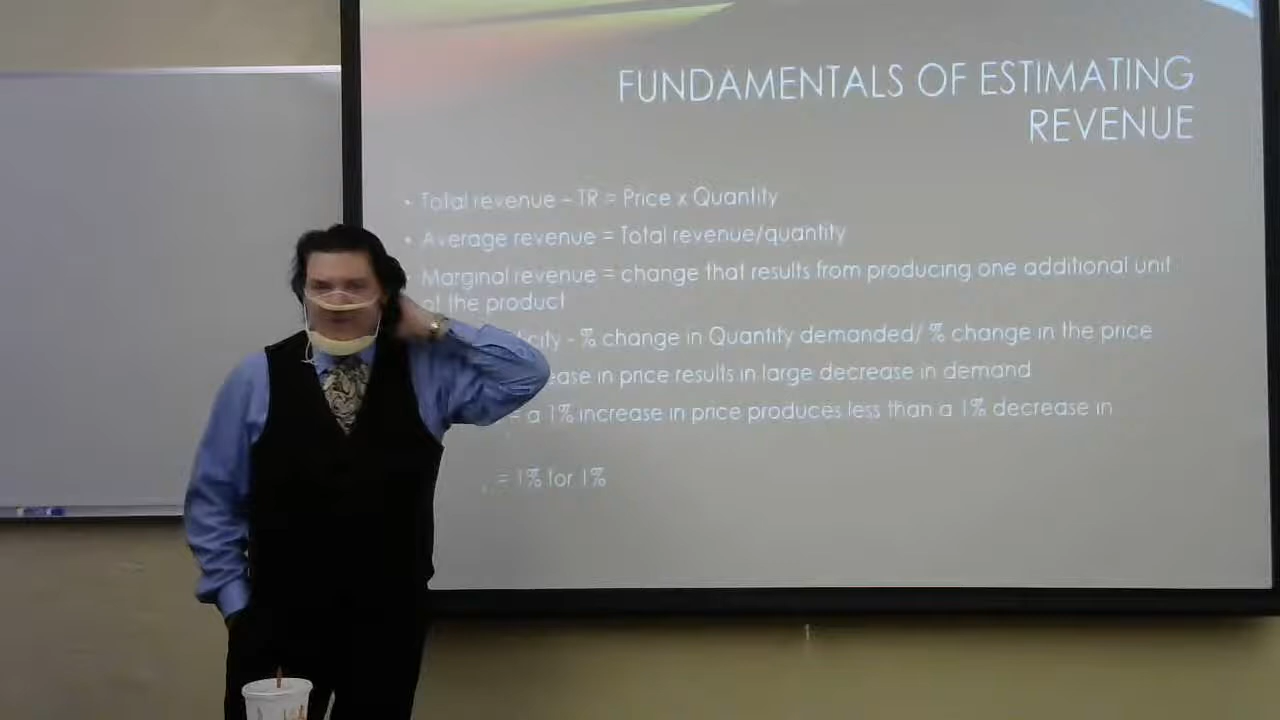 FUNDAMENTALS OF ESTIMATING
REVENUE
• Total revenue – TR = Price x Quantity
• Average revenue = Total revenue/quantity
• Marginal revenue = change that results from producing one additional unit
of the product
- % change in Quantity demanded/ % change in the price
in price results in large decrease in demand
= a 1% increase in price produces less than a 1% decrease in
= 1% for 1%